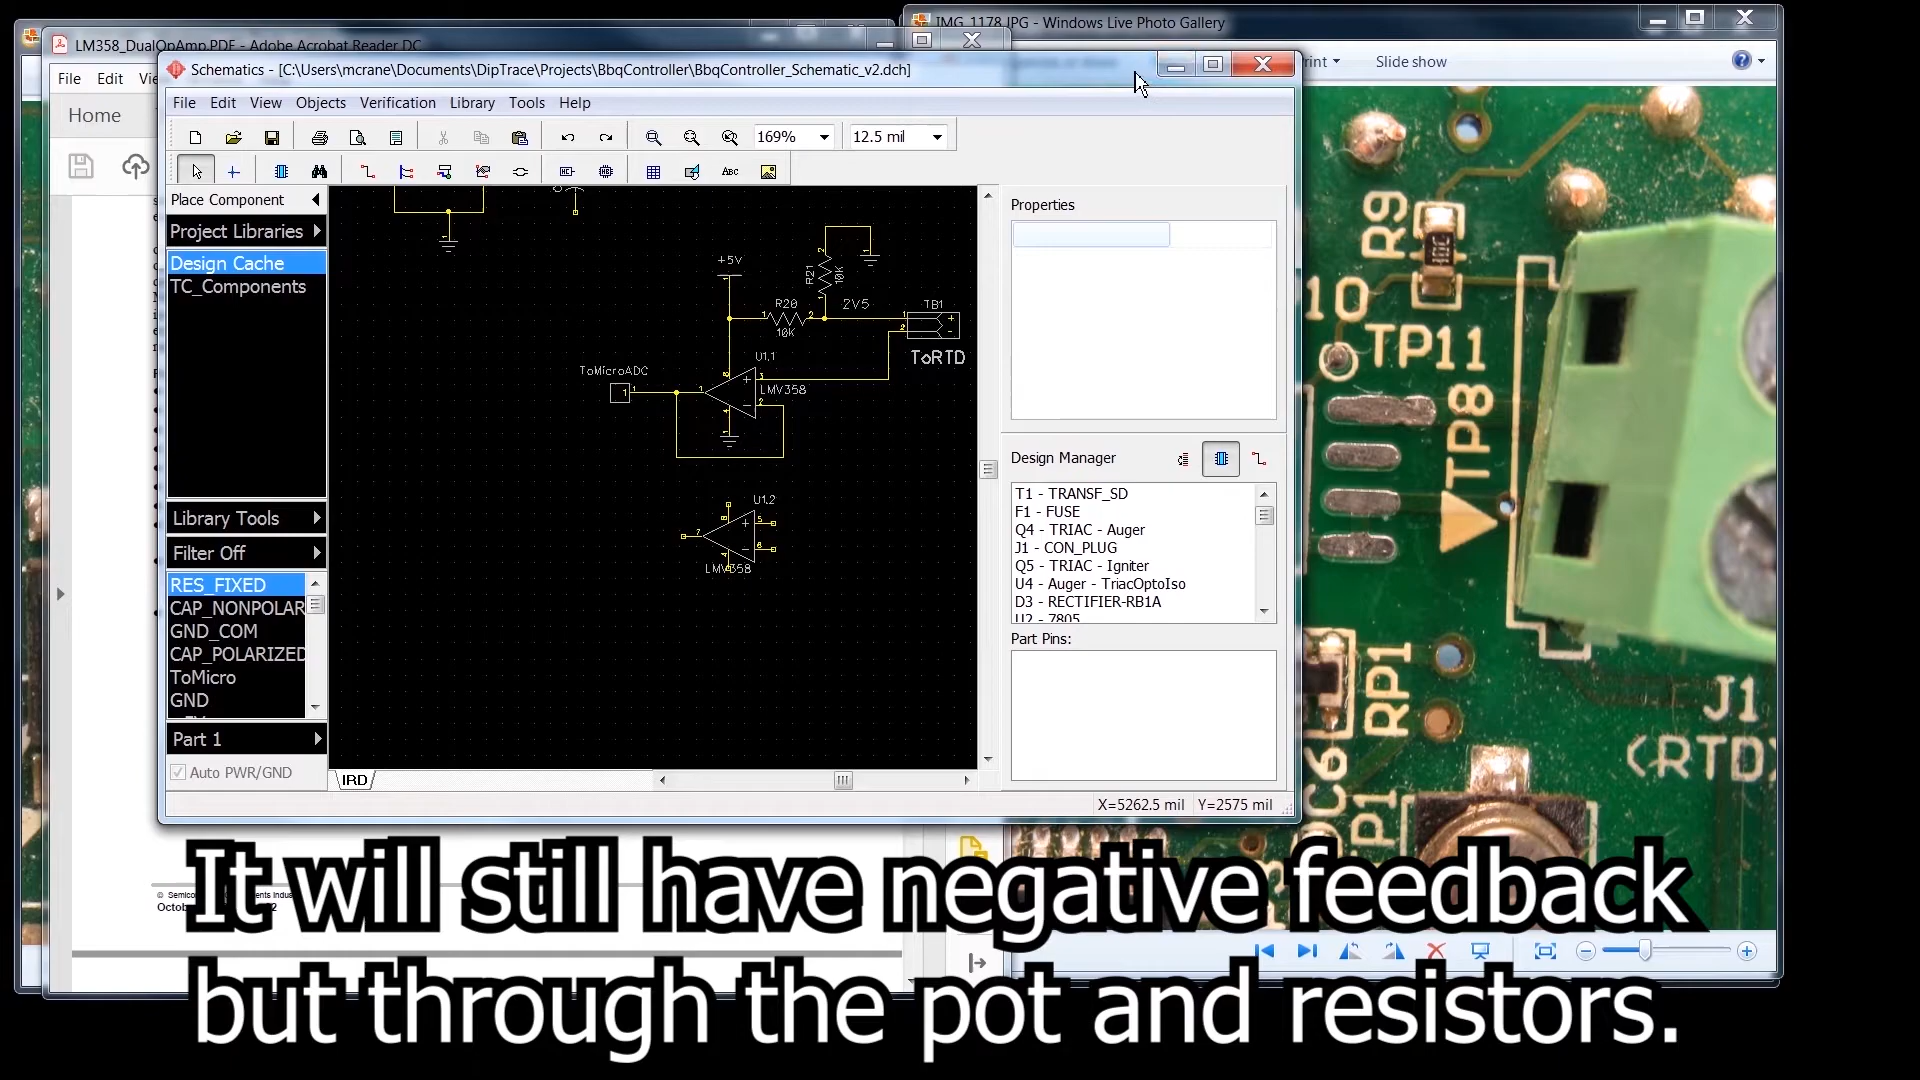 IMG_1178.JPG - Windows Live Photo Gallery
LM358_DualOpAmp.PDF - Adobe Acrobat Reader DC
File Edit
Home
Slide show
Schematics - [C:\Users\mcrane\Documents\DipTrace\Projects\BbqController\BbqController_Schematic_v2.dch]
File Edit View Objects Verification Library Tools Help
169% 12.5 mil
Abc
Place Component
Project Libraries
Design Cache
TC_Components
Library Tools
Filter Off
RES_FIXED
CAP_NONPOLAR
GND_COM
CAP_POLARIZED
ToMicro
GND
Part 1
Auto PWR/GND
+5V
R21
10K
R20
10K
2V5
TB1
ToRTD
U1.1
LMV358
ToMicroADC
U1.2
LMV358
IRD
Properties
Design Manager
T1 - TRANSF_SD
F1 - FUSE
Q4 - TRIAC - Auger
J1 - CON_PLUG
Q5 - TRIAC - Igniter
U4 - Auger - TriacOptoIso
D3 - RECTIFIER-RB1A
U2 - 7805
Part Pins:
X=5262.5 mil Y=2575 mil
R9
TP11
TP8
RP1
J1
(RTD)
It will still have negative feedback
but through the pot and resistors.